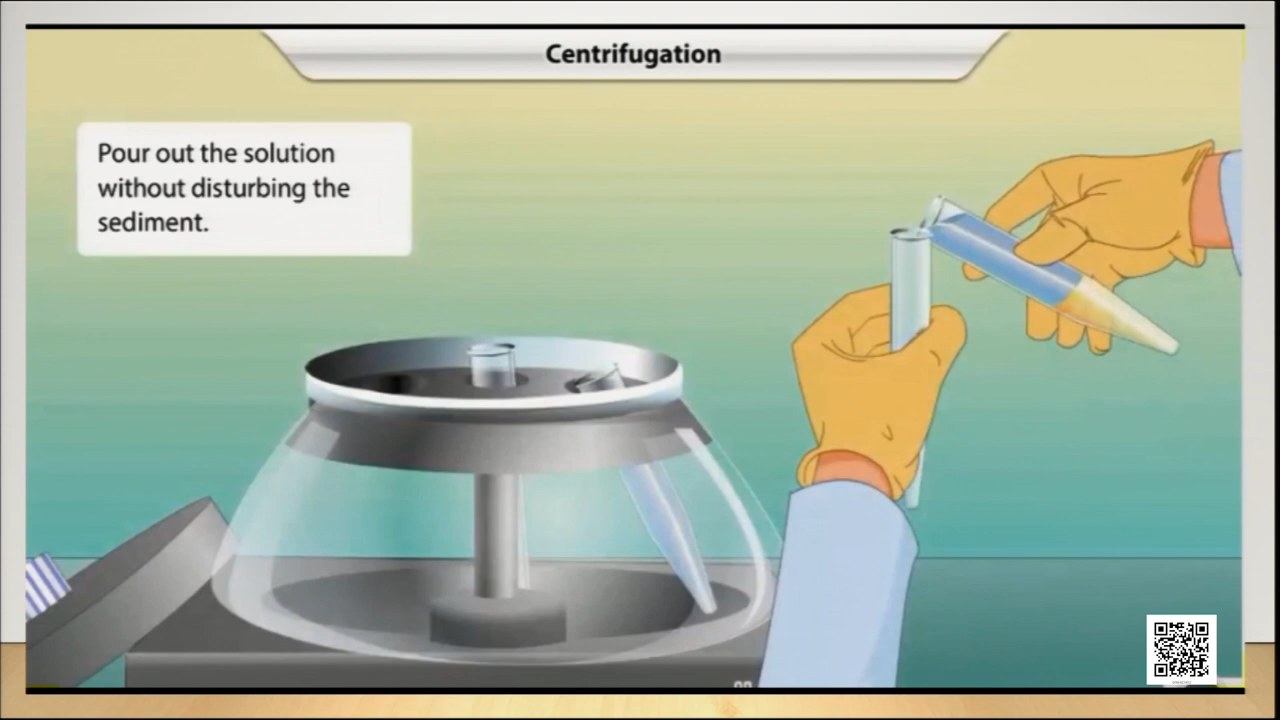 Centrifugation
Pour out the solution
without disturbing the
sediment.